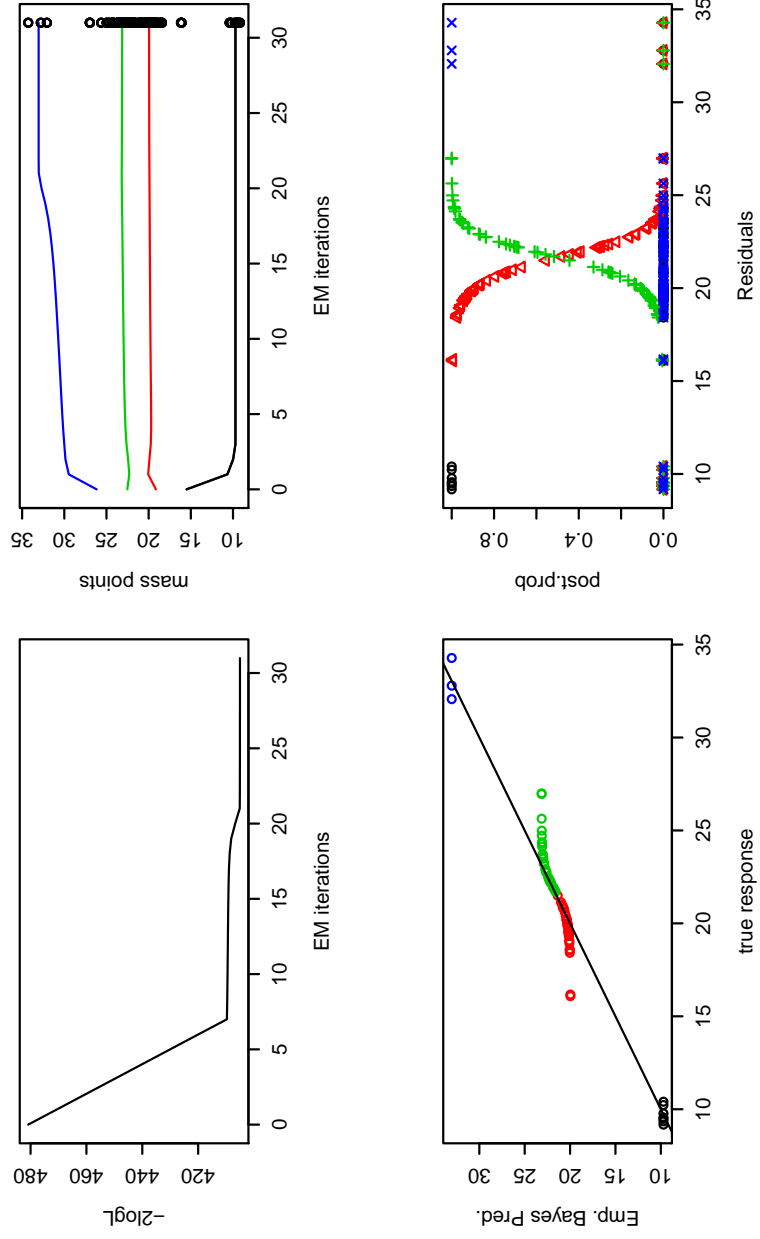 −2logL
480
460
440
420
0 5 10 15 20 25 30
EM iterations
mass points
35
30
20
10
0 5 10 15 20 25 30
EM iterations
Emp. Bayes Pred.
30
25
20
15
10
10 15 20 25 30 35
true response
post.prob
0.8
0.4
0.0
10 15 20 25 30 35
Residuals